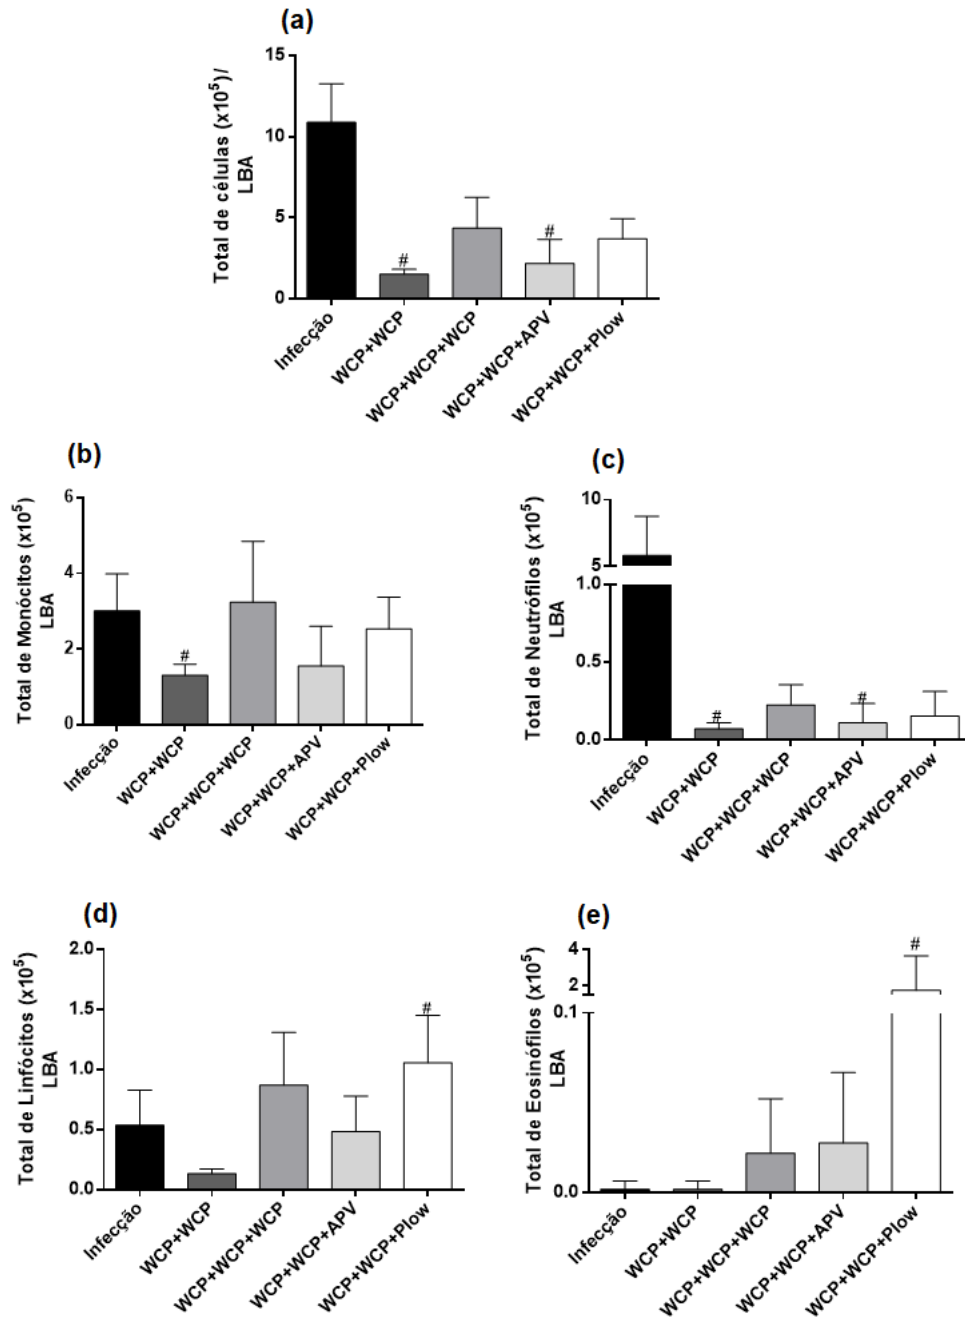 (a)
Total de células (x10⁵)/
LBA
15
10
5
0
#
#
Infecção
WCP+WCP
WCP+WCP+WCP
WCP+WCP+APV
WCP+WCP+Plow
(b)
Total de Monócitos (x10⁵)
LBA
6
4
2
0
#
Infecção
WCP+WCP
WCP+WCP+WCP
WCP+WCP+APV
WCP+WCP+Plow
(c)
Total de Neutrófilos (x10⁵)
LBA
10
5
1.0
0.5
0.0
#
#
Infecção
WCP+WCP
WCP+WCP+WCP
WCP+WCP+APV
WCP+WCP+Plow
(d)
Total de Linfócitos (x10⁵)
LBA
2.0
1.5
1.0
0.5
0.0
#
Infecção
WCP+WCP
WCP+WCP+WCP
WCP+WCP+APV
WCP+WCP+Plow
(e)
Total de Eosinófilos (x10⁵)
LBA
4
2
0.1
0.0
#
Infecção
WCP+WCP
WCP+WCP+WCP
WCP+WCP+APV
WCP+WCP+Plow